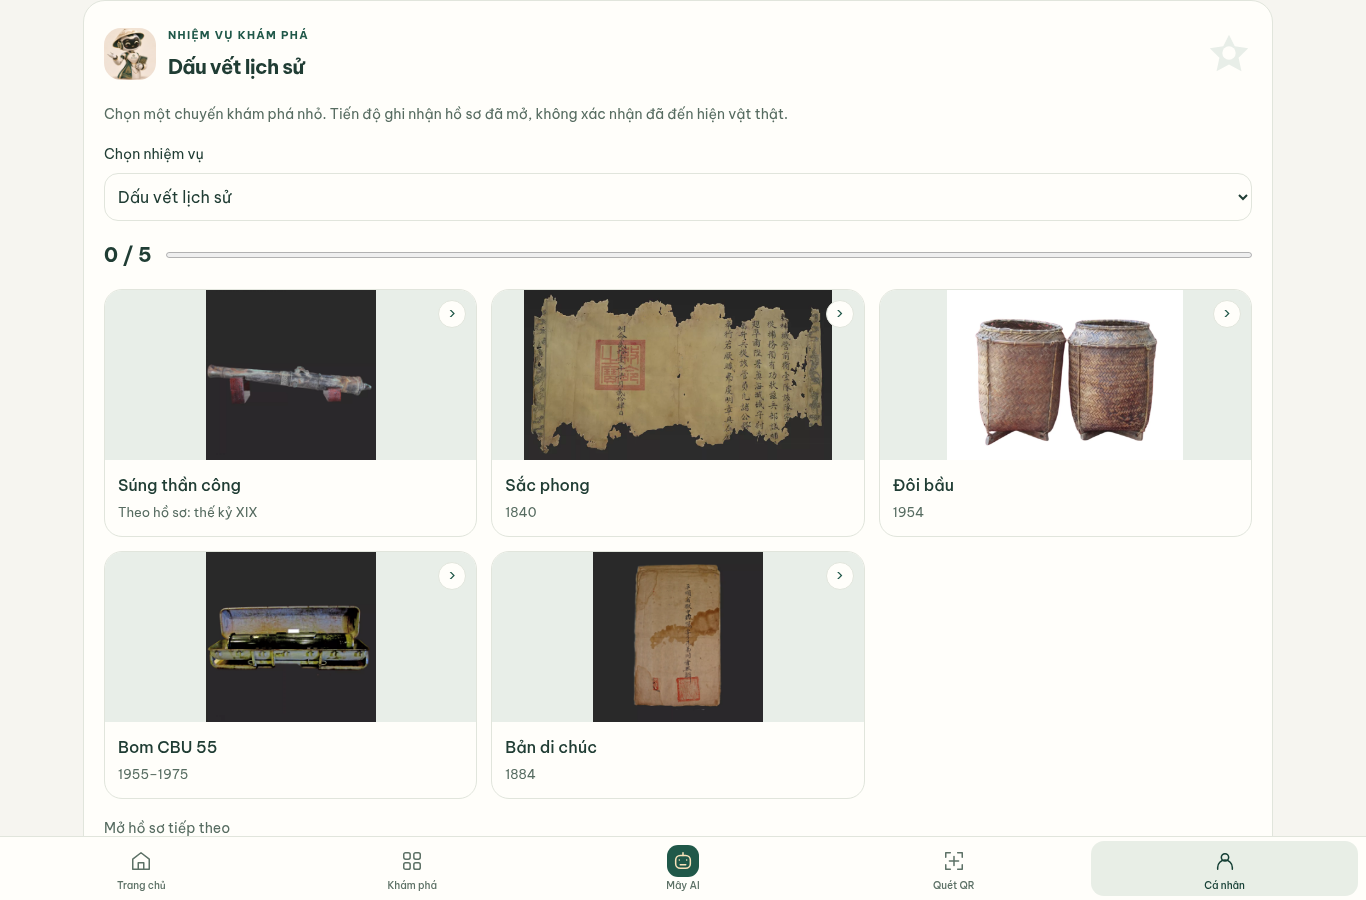 NHIỆM VỤ KHÁM PHÁ
Dấu vết lịch sử
Chọn một chuyến khám phá nhỏ. Tiến độ ghi nhận hồ sơ đã mở, không xác nhận đã đến hiện vật thật.
Chọn nhiệm vụ
Dấu vết lịch sử
0 / 5
Súng thần công
Theo hồ sơ: thế kỷ XIX
Sắc phong
1840
Đôi bầu
1954
Bom CBU 55
1955–1975
Bản di chúc
1884
Mở hồ sơ tiếp theo
Trang chủ
Khám phá
Mây AI
Quét QR
Cá nhân